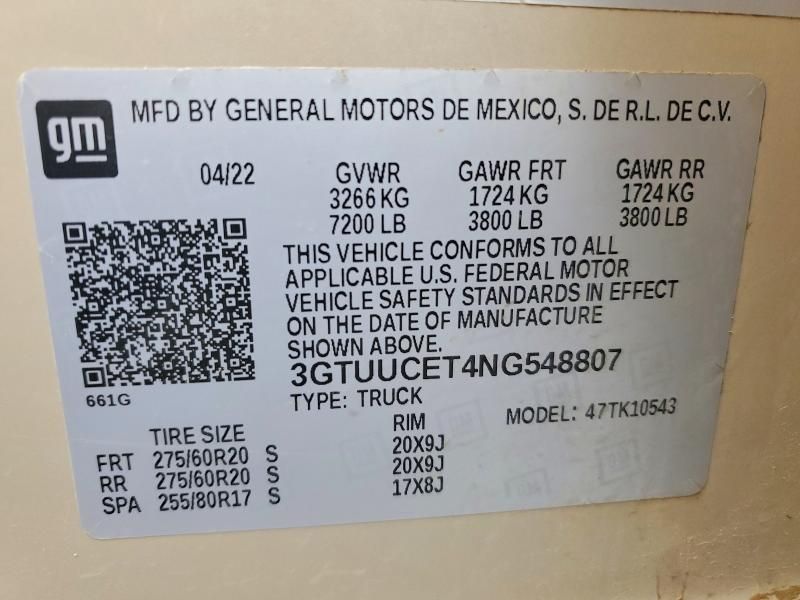 gm
MFD BY GENERAL MOTORS DE MEXICO, S. DE R.L. DE C.V.
04/22 GVWR GAWR FRT GAWR RR
3266 KG 1724 KG 1724 KG
7200 LB 3800 LB 3800 LB
THIS VEHICLE CONFORMS TO ALL
APPLICABLE U.S. FEDERAL MOTOR
VEHICLE SAFETY STANDARDS IN EFFECT
ON THE DATE OF MANUFACTURE
SHOWN ABOVE.
3GTUUCET4NG548807
661G
TYPE: TRUCK MODEL: 47TK10543
TIRE SIZE RIM
FRT 275/60R20 S 20X9J
RR 275/60R20 S 20X9J
SPA 255/80R17 S 17X8J